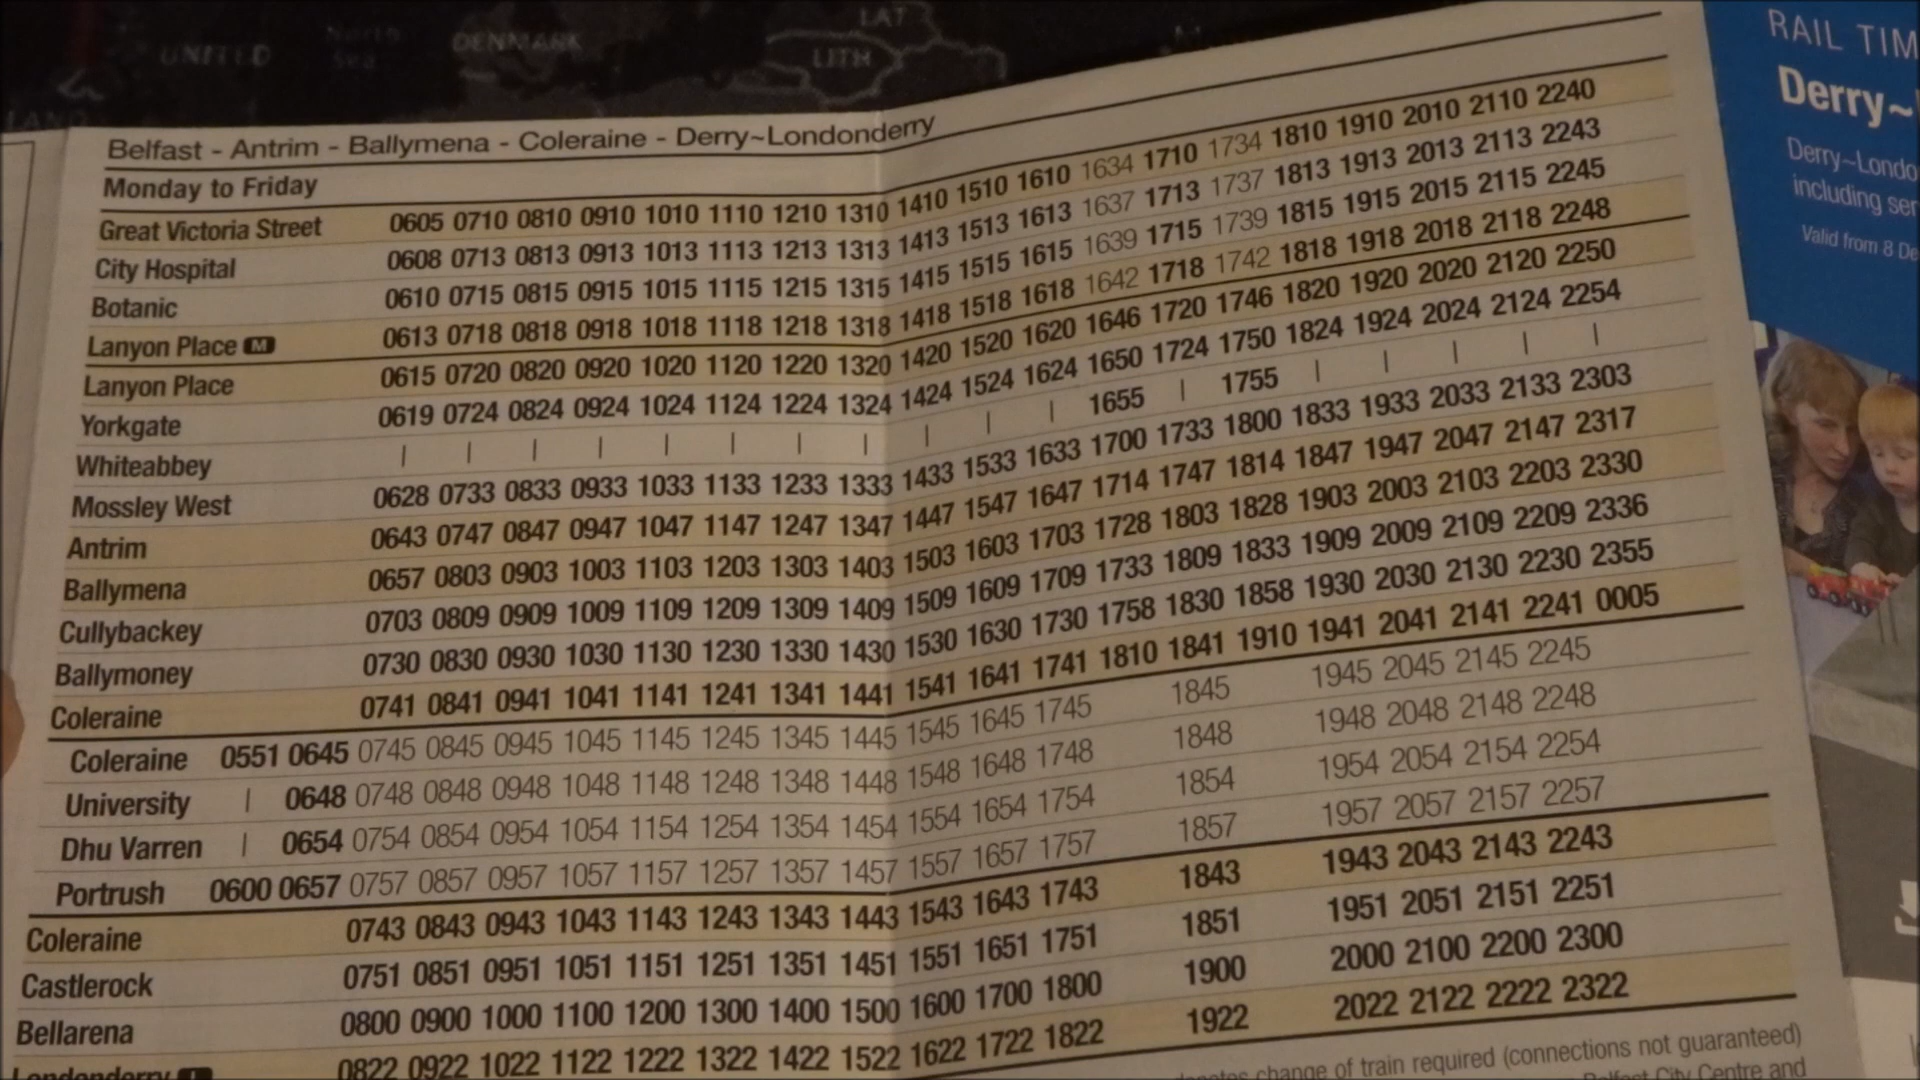 UNITED
North
Sea
DENMARK
LAT
LITH
LAND
Belfast - Antrim - Ballymena - Coleraine - Derry~Londonderry
Monday to Friday
Great Victoria Street 0605 0710 0810 0910 1010 1110 1210 1310 1410 1510 1610 1634 1710 1734 1810 1910 2010 2110 2240
City Hospital 0608 0713 0813 0913 1013 1113 1213 1313 1413 1513 1613 1637 1713 1737 1813 1913 2013 2113 2243
Botanic 0610 0715 0815 0915 1015 1115 1215 1315 1415 1515 1615 1639 1715 1739 1815 1915 2015 2115 2245
Lanyon Place M 0613 0718 0818 0918 1018 1118 1218 1318 1418 1518 1618 1642 1718 1742 1818 1918 2018 2118 2248
Lanyon Place 0615 0720 0820 0920 1020 1120 1220 1320 1420 1520 1620 1646 1720 1746 1820 1920 2020 2120 2250
Yorkgate 0619 0724 0824 0924 1024 1124 1224 1324 1424 1524 1624 1650 1724 1750 1824 1924 2024 2124 2254
Whiteabbey | | | | | | | | | | | 1655 | 1755 | | | | |
Mossley West 0628 0733 0833 0933 1033 1133 1233 1333 1433 1533 1633 1700 1733 1800 1833 1933 2033 2133 2303
Antrim 0643 0747 0847 0947 1047 1147 1247 1347 1447 1547 1647 1714 1747 1814 1847 1947 2047 2147 2317
Ballymena 0657 0803 0903 1003 1103 1203 1303 1403 1503 1603 1703 1728 1803 1828 1903 2003 2103 2203 2330
Cullybackey 0703 0809 0909 1009 1109 1209 1309 1409 1509 1609 1709 1733 1809 1833 1909 2009 2109 2209 2336
Ballymoney 0730 0830 0930 1030 1130 1230 1330 1430 1530 1630 1730 1758 1830 1858 1930 2030 2130 2230 2355
Coleraine 0741 0841 0941 1041 1141 1241 1341 1441 1541 1641 1741 1810 1841 1910 1941 2041 2141 2241 0005
Coleraine 0551 0645 0745 0845 0945 1045 1145 1245 1345 1445 1545 1645 1745 1845 1945 2045 2145 2245
University | 0648 0748 0848 0948 1048 1148 1248 1348 1448 1548 1648 1748 1848 1948 2048 2148 2248
Dhu Varren | 0654 0754 0854 0954 1054 1154 1254 1354 1454 1554 1654 1754 1854 1954 2054 2154 2254
Portrush 0600 0657 0757 0857 0957 1057 1157 1257 1357 1457 1557 1657 1757 1857 1957 2057 2157 2257
Coleraine 0743 0843 0943 1043 1143 1243 1343 1443 1543 1643 1743 1843 1943 2043 2143 2243
Castlerock 0751 0851 0951 1051 1151 1251 1351 1451 1551 1651 1751 1851 1951 2051 2151 2251
Bellarena 0800 0900 1000 1100 1200 1300 1400 1500 1600 1700 1800 1900 2000 2100 2200 2300
Londonderry 0822 0922 1022 1122 1222 1322 1422 1522 1622 1722 1822 1922 2022 2122 2222 2322
change of train required (connections not guaranteed)
Belfast City Centre and
RAIL TIM
Derry~
Derry~Londo
including ser
Valid from 8 De